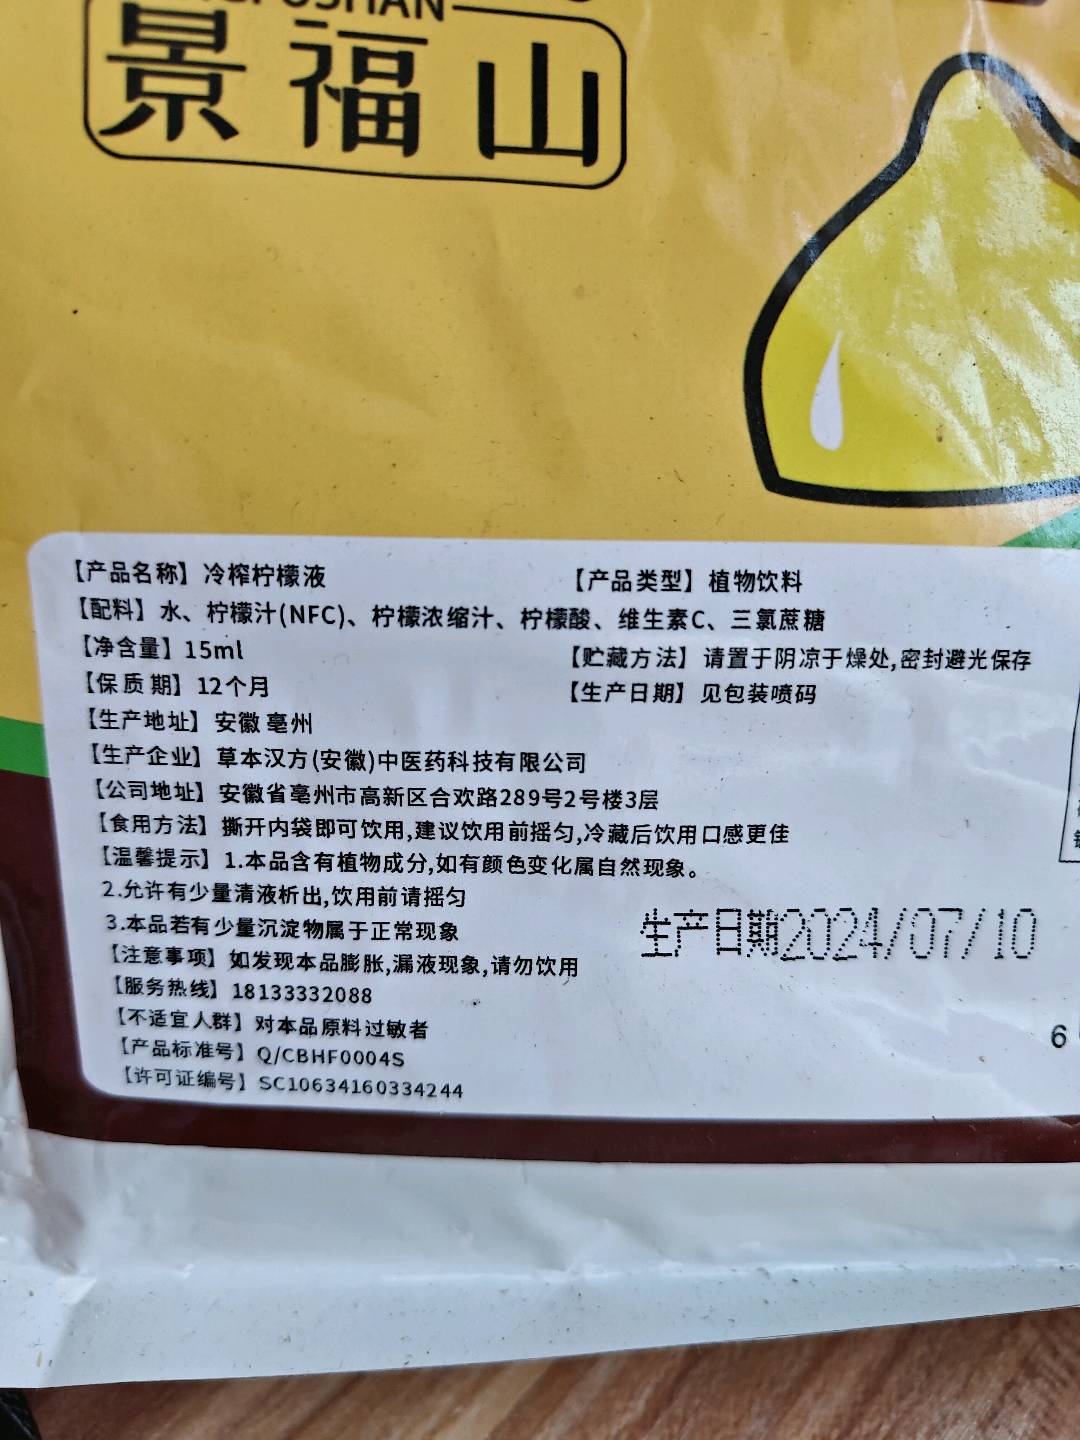 景福山
【产品名称】冷榨柠檬液
【产品类型】植物饮料
【配料】水、柠檬汁(NFC)、柠檬浓缩汁、柠檬酸、维生素C、三氯蔗糖
【净含量】15ml
【贮藏方法】请置于阴凉于燥处,密封避光保存
【保质期】12个月
【生产日期】见包装喷码
【生产地址】安徽 亳州
【生产企业】草本汉方(安徽)中医药科技有限公司
【公司地址】安徽省亳州市高新区合欢路289号2号楼3层
【食用方法】撕开内袋即可饮用,建议饮用前摇匀,冷藏后饮用口感更佳
【温馨提示】1.本品含有植物成分,如有颜色变化属自然现象。
2.允许有少量清液析出,饮用前请摇匀
3.本品若有少量沉淀物属于正常现象
生产日期2024/07/10
【注意事项】如发现本品膨胀,漏液现象,请勿饮用
【服务热线】18133332088
【不适宜人群】对本品原料过敏者
【产品标准号】Q/CBHF0004S
【许可证编号】SC10634160334244
6